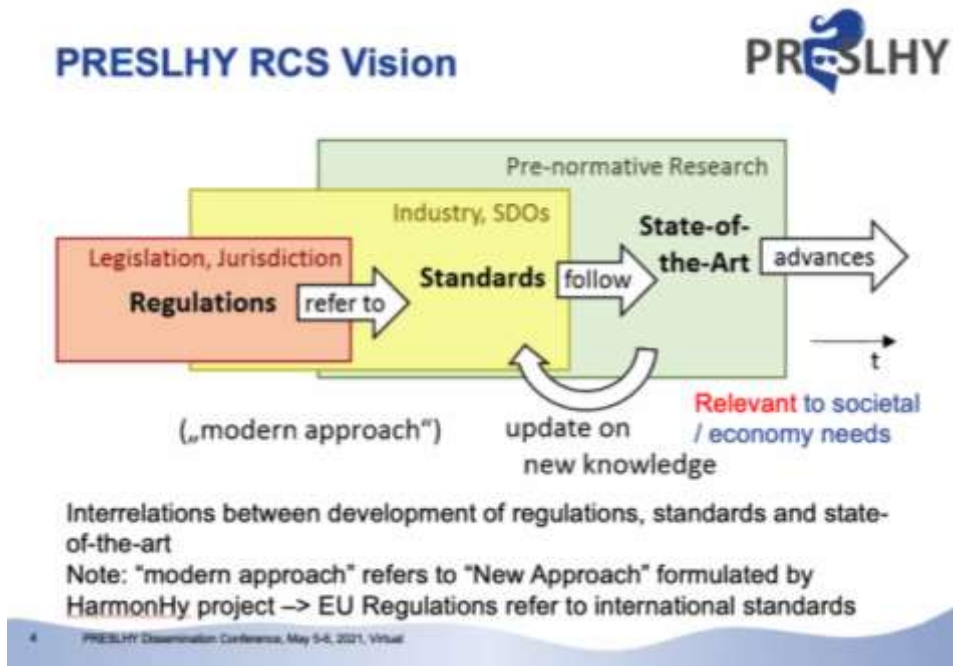 PRESLHY RCS Vision
PRESLHY
Pre-normative Research
Industry, SDOs
State-of-
the-Art
Legislation, Jurisdiction
Regulations
refer to
Standards
follow
advances
t
(„modern approach“)
update on
new knowledge
Relevant to societal
/ economy needs
Interrelations between development of regulations, standards and state-
of-the-art
Note: “modern approach” refers to “New Approach” formulated by
HarmonHy project –> EU Regulations refer to international standards
4 PRESLHY Dissemination Conference, May 5-6, 2021, Virtual